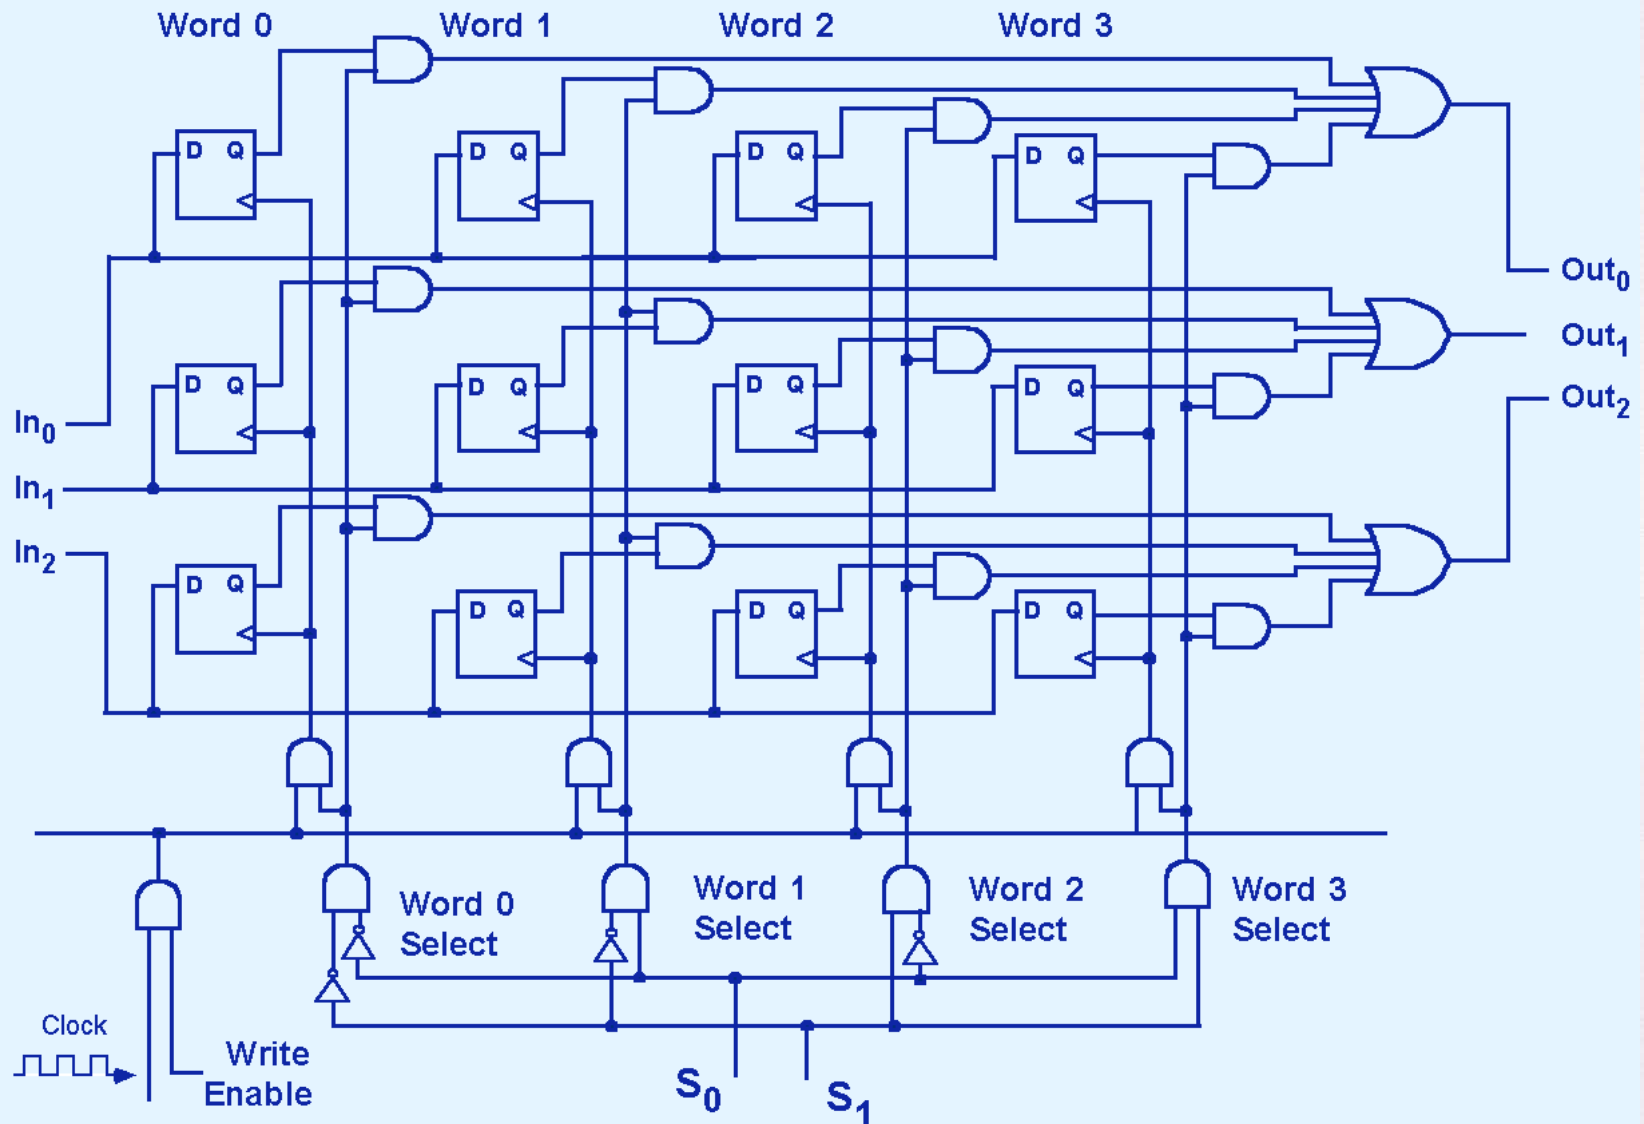 Word 0
Word 1
Word 2
Word 3
D Q
D Q
D Q
D Q
Out0
Out1
D Q
D Q
D Q
D Q
Out2
In0
In1
In2
D Q
D Q
D Q
D Q
Word 0
Select
Word 1
Select
Word 2
Select
Word 3
Select
Clock
Write
Enable
S0
S1